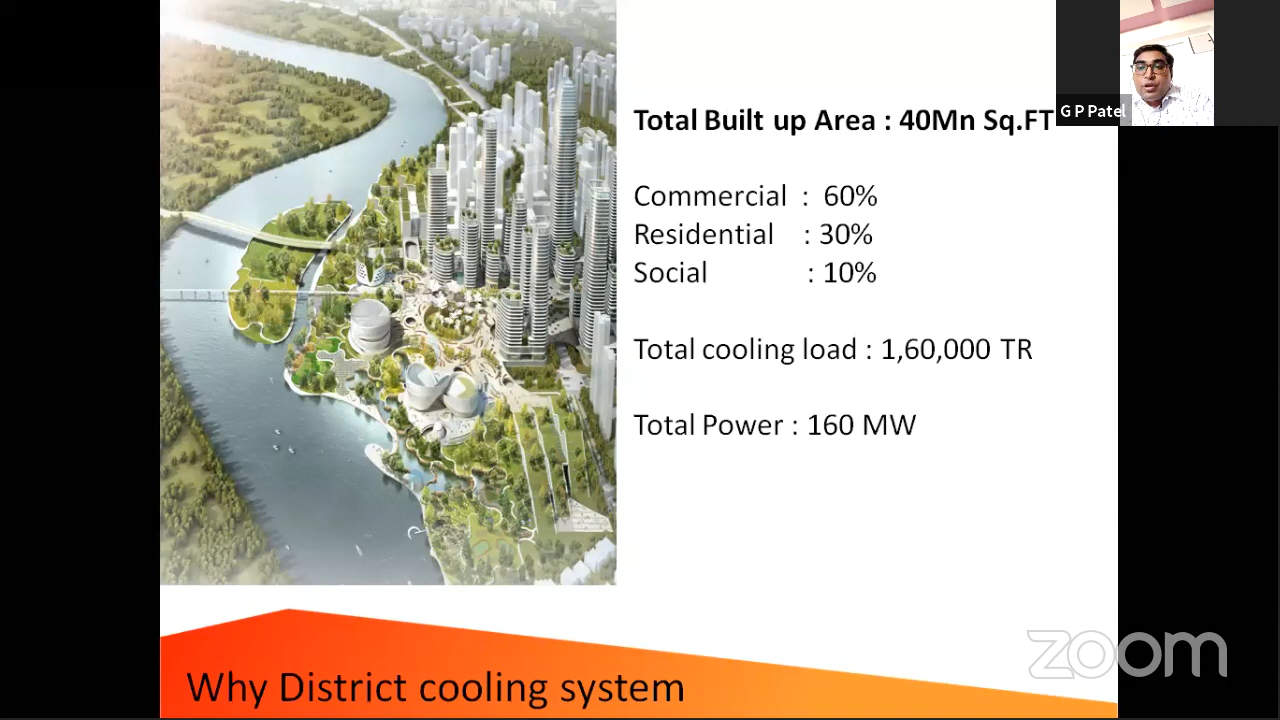 G P Patel
Total Built up Area : 40Mn Sq.FT
Commercial : 60%
Residential : 30%
Social : 10%
Total cooling load : 1,60,000 TR
Total Power : 160 MW
zoom
Why District cooling system